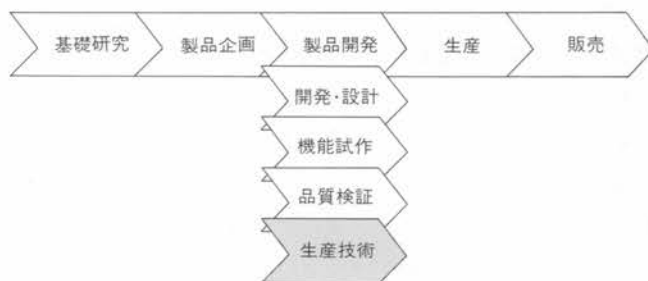 基礎研究 製品企画 製品開発 生産 販売
開発・設計
機能試作
品質検証
生産技術